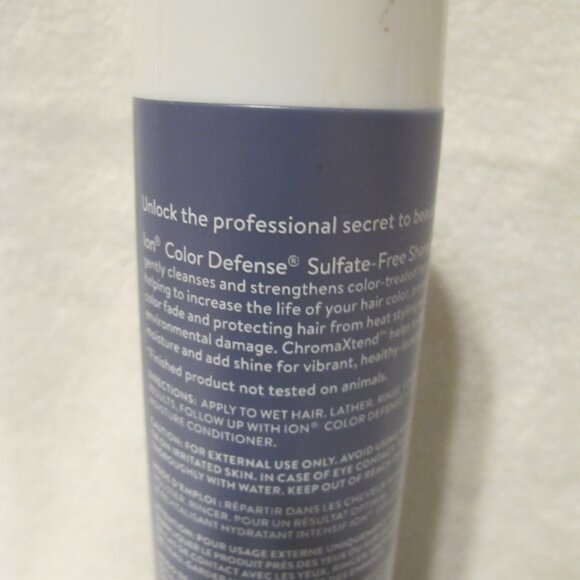 Unlock the professional secret to
Ion® Color Defense® Sulfate-Free
gently cleanses and strengthens color-treated
helping to increase the life of your hair color,
color fade and protecting hair from heat styling
environmental damage. ChromaXtend™ helps
moisture and add shine for vibrant, healthy-
*Finished product not tested on animals.
DIRECTIONS: APPLY TO WET HAIR. LATHER. RINSE.
RESULTS, FOLLOW UP WITH ION® COLOR DEFENSE
MOISTURE CONDITIONER.
CAUTION: FOR EXTERNAL USE ONLY. AVOID USING
OR IRRITATED SKIN. IN CASE OF EYE CONTACT
THOROUGHLY WITH WATER. KEEP OUT OF REACH
MODE D'EMPLOI : RÉPARTIR DANS LES CHEVEUX
RINCER. POUR UN RÉSULTAT
HYDRATANT INTENSIF ION®
POUR USAGE EXTERNE
LE PRODUIT PRÈS DES YEUX OU
DE CONTACT AVEC LES YEUX, RINCER